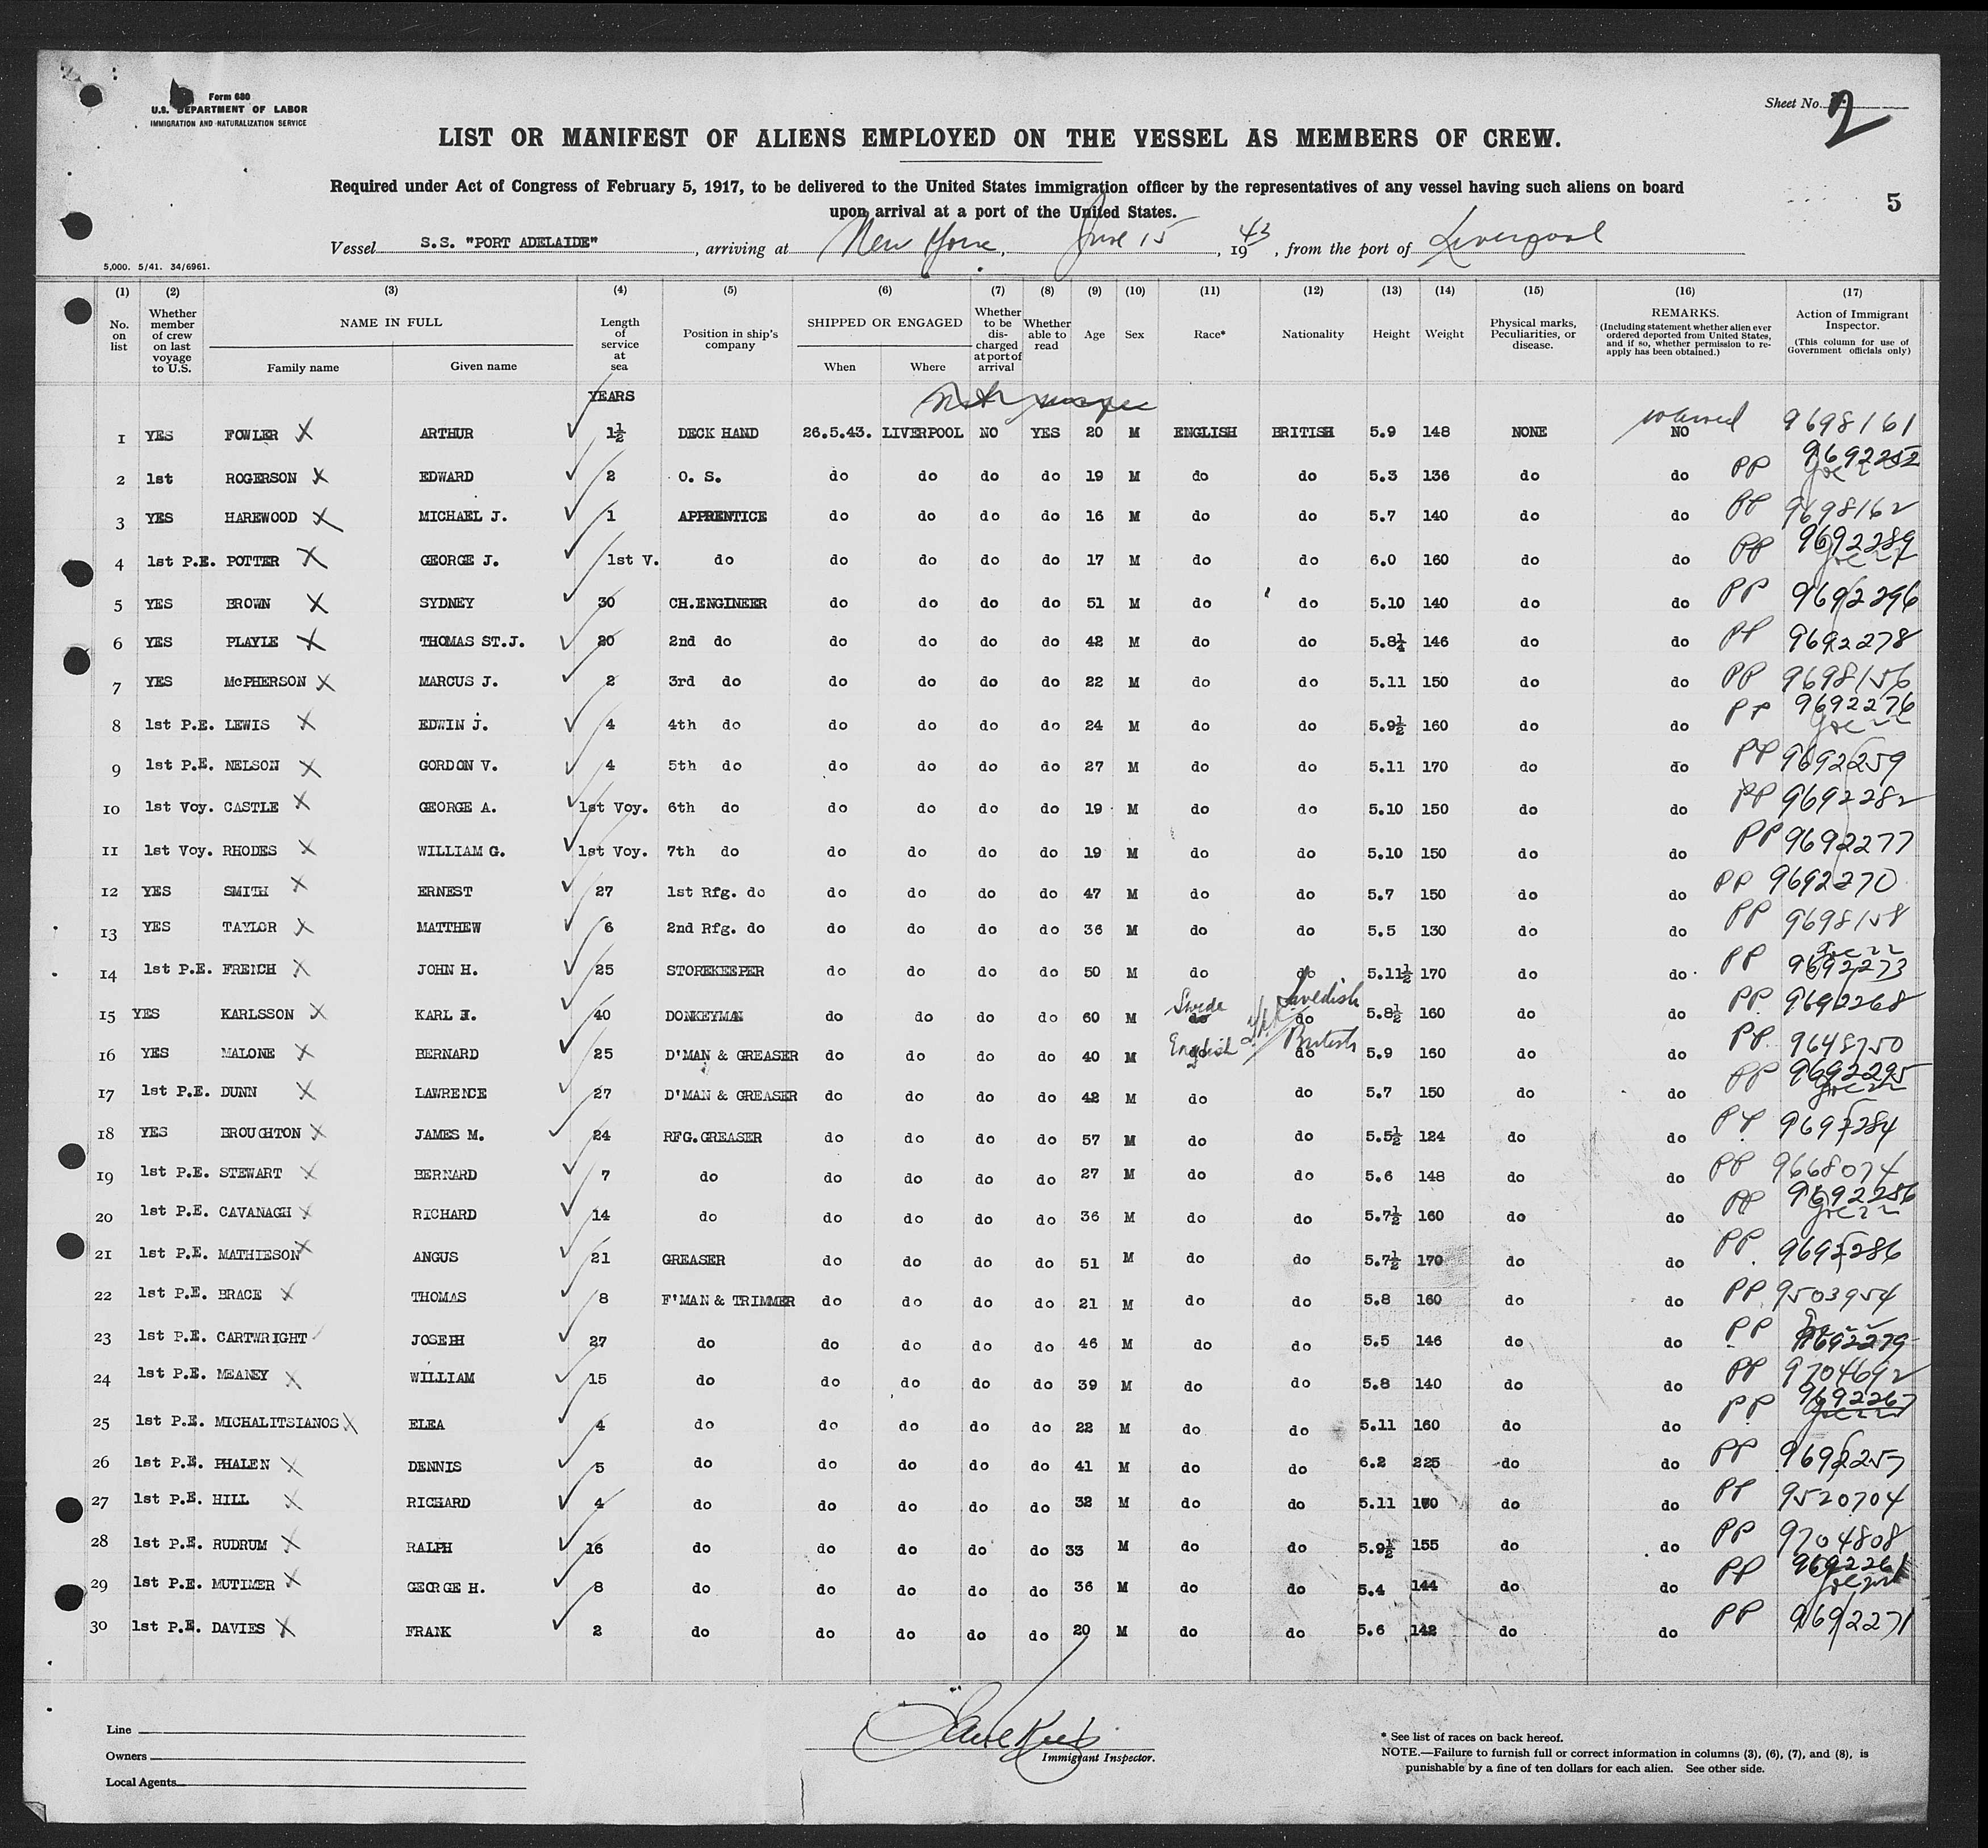 Form 680
U.S. DEPARTMENT OF LABOR
IMMIGRATION AND NATURALIZATION SERVICE
Sheet No. 2
LIST OR MANIFEST OF ALIENS EMPLOYED ON THE VESSEL AS MEMBERS OF CREW.
Required under Act of Congress of February 5, 1917, to be delivered to the United States immigration officer by the representatives of any vessel having such aliens on board
upon arrival at a port of the United States.
5
Vessel S.S. "PORT ADELAIDE", arriving at New York, June 15, 1943, from the port of Liverpool
5,000. 5/41. 34/6961.
(1) (2) (3) (4) (5) (6) (7) (8) (9) (10) (11) (12) (13) (14) (15) (16) (17)
No. on list
Whether member of crew on last voyage to U.S.
NAME IN FULL
Family name
Given name
Length of service at sea
Position in ship's company
SHIPPED OR ENGAGED
When
Where
Whether to be discharged at port of arrival
Whether able to read
Age
Sex
Race*
Nationality
Height
Weight
Physical marks, Peculiarities, or disease.
REMARKS.
(Including statement whether alien ever ordered deported from United States, and if so, whether permission to re-apply has been obtained.)
Action of Immigrant Inspector.
(This column for use of Government officials only)
YEARS
waived
1 YES FOWLER X ARTHUR 1½ DECK HAND 26.5.43. LIVERPOOL NO YES 20 M ENGLISH BRITISH 5.9 148 NONE NO 9698161
2 1st ROGERSON X EDWARD 2 O. S. do do do do 19 M do do 5.3 136 do do PP 9692252
3 YES HAREWOOD X MICHAEL J. 1 APPRENTICE do do do do 16 M do do 5.7 140 do do PP 9698162
4 1st P.E. POTTER X GEORGE J. 1st V. do do do do do 17 M do do 6.0 160 do do PP 9692289
5 YES BROWN X SYDNEY 30 CH.ENGINEER do do do do 51 M do do 5.10 140 do do PP 9692296
6 YES PLAYLE X THOMAS ST.J. 20 2nd do do do do do 42 M do do 5.8¼ 146 do do PP 9692278
7 YES McPHERSON X MARCUS J. 2 3rd do do do do do 22 M do do 5.11 150 do do PP 9698156
8 1st P.E. LEWIS X EDWIN J. 4 4th do do do do do 24 M do do 5.9½ 160 do do PP 9692276
9 1st P.E. NELSON X GORDON V. 4 5th do do do do do 27 M do do 5.11 170 do do PP 9692259
10 1st Voy. CASTLE X GEORGE A. 1st Voy. 6th do do do do do 19 M do do 5.10 150 do do PP 9692282
11 1st Voy. RHODES X WILLIAM G. 1st Voy. 7th do do do do do 19 M do do 5.10 150 do do PP 9692277
12 YES SMITH X ERNEST 27 1st Rfg. do do do do do 47 M do do 5.7 150 do do PP 9692270
13 YES TAYLOR X MATTHEW 6 2nd Rfg. do do do do do 36 M do do 5.5 130 do do PP 9698158
14 1st P.E. FRENCH X JOHN H. 25 STOREKEEPER do do do do 50 M do do 5.11½ 170 do do PP 9692273
15 YES KARLSSON X KARL J. 40 DONKEYMAN do do do do 60 M Swede do Swedish do 5.8½ 160 do do PP 9692268
16 YES MALONE X BERNARD 25 D'MAN & GREASER do do do do 40 M English do British do 5.9 160 do do PP 9648750
17 1st P.E. DUNN X LAWRENCE 27 D'MAN & GREASER do do do do 42 M do do 5.7 150 do do PP 9692295
18 YES BROUGHTON X JAMES M. 24 RFG.GREASER do do do do 57 M do do 5.5½ 124 do do PP 9692284
19 1st P.E. STEWART X BERNARD 7 do do do do do 27 M do do 5.6 148 do do PP 9668074
20 1st P.E. CAVANAGH X RICHARD 14 do do do do do 36 M do do 5.7½ 160 do do PP 9692256
21 1st P.E. MATHIESON X ANGUS 21 GREASER do do do do 51 M do do 5.7½ 170 do do PP 9692286
22 1st P.E. BRACE X THOMAS 8 F'MAN & TRIMMER do do do do 21 M do do 5.8 160 do do PP 9503954
23 1st P.E. CARTWRIGHT JOSEPH 27 do do do do do 46 M do do 5.5 146 do do PP 9692279
24 1st P.E. MEANEY X WILLIAM 15 do do do do do 39 M do do 5.8 140 do do PP 9704692
25 1st P.E. MICHALITSIANOS X ELEA 4 do do do do do 22 M do do 5.11 160 do do PP 9692267
26 1st P.E. PHALEN X DENNIS 5 do do do do do 41 M do do 6.2 225 do do PP 9692257
27 1st P.E. HILL X RICHARD 4 do do do do do 32 M do do 5.11 170 do do PP 9520704
28 1st P.E. RUDRUM X RALPH 16 do do do do do 33 M do do 5.9½ 155 do do PP 9704808
29 1st P.E. MUTIMER X GEORGE H. 8 do do do do do 36 M do do 5.4 144 do do PP 9692261
30 1st P.E. DAVIES X FRANK 2 do do do do do 20 M do do 5.6 142 do do PP 9692271
Line
Owners
Local Agents
Immigrant Inspector.
* See list of races on back hereof.
NOTE.—Failure to furnish full or correct information in columns (3), (6), (7), and (8), is
punishable by a fine of ten dollars for each alien. See other side.